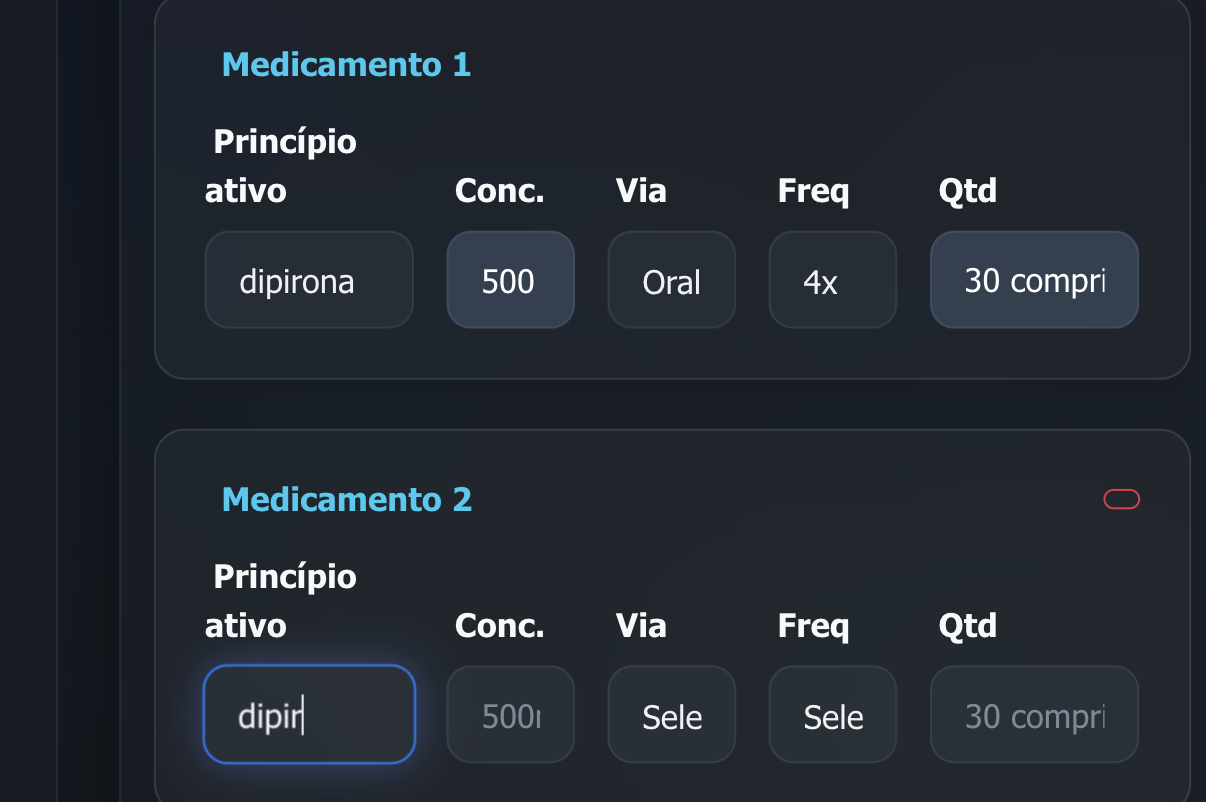 Medicamento 1
Princípio
ativo Conc. Via Freq Qtd
dipirona 500 Oral 4x 30 compri
Medicamento 2
Princípio
ativo Conc. Via Freq Qtd
dipir 500 Sele Sele 30 compri